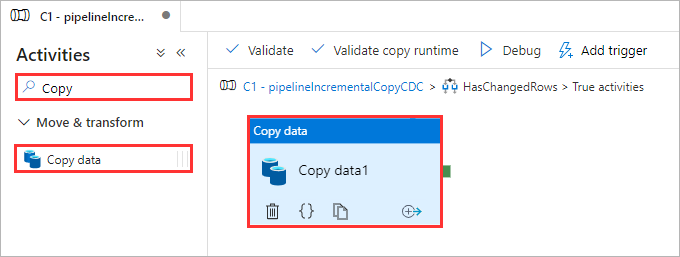 C1 - pipelineIncre...
Activities
Copy
Move & transform
Copy data
Validate
Validate copy runtime
Debug
Add trigger
C1 - pipelineIncrementalCopyCDC > HasChangedRows > True activities
Copy data
Copy data1
{}